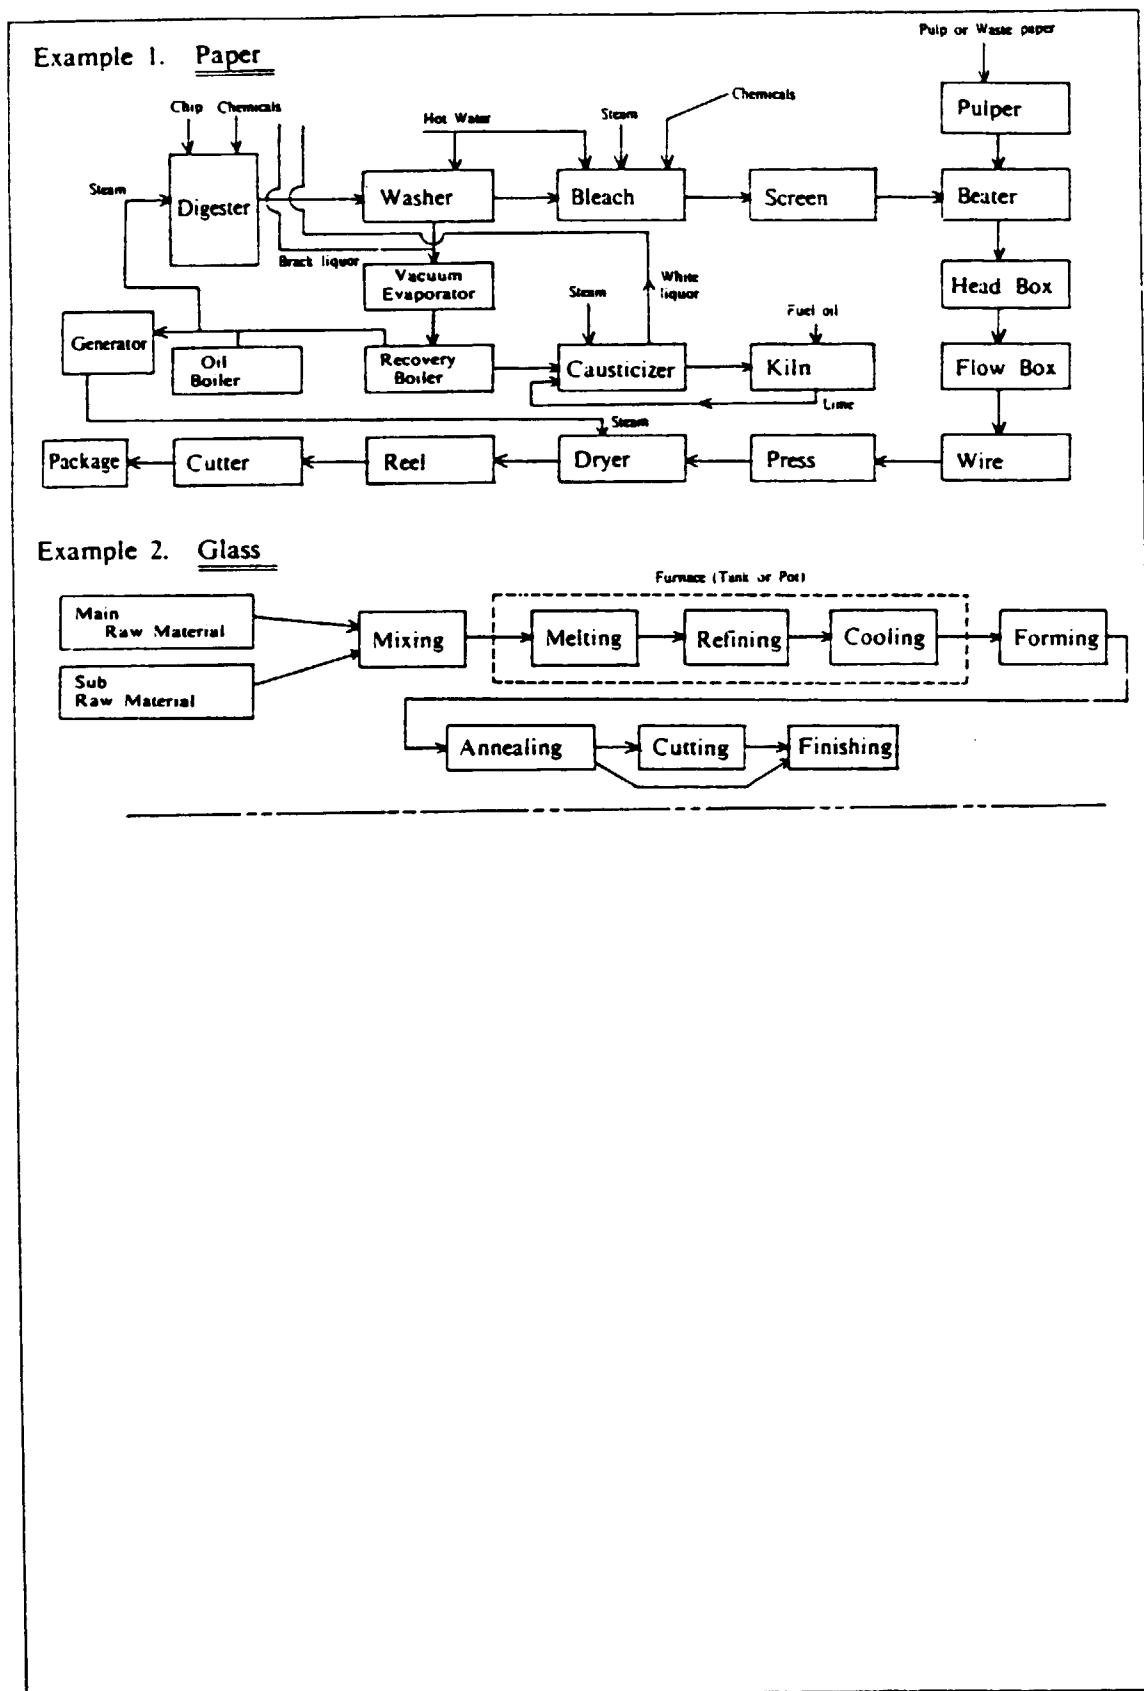 Pulp or Waste paper
Example 1. Paper
Chip Chemicals
Hot Water
Steam
Chemicals
Pulper
Steam
Digester
Washer
Bleach
Screen
Beater
Brack liquor
Vacuum
Evaporator
Steam
White
liquor
Fuel oil
Head Box
Generator
Oil
Boiler
Recovery
Boiler
Causticizer
Kiln
Flow Box
Lime
Steam
Package
Cutter
Reel
Dryer
Press
Wire
Example 2. Glass
Furnace (Tank or Pot)
Main
Raw Material
Mixing
Melting
Refining
Cooling
Forming
Sub
Raw Material
Annealing
Cutting
Finishing